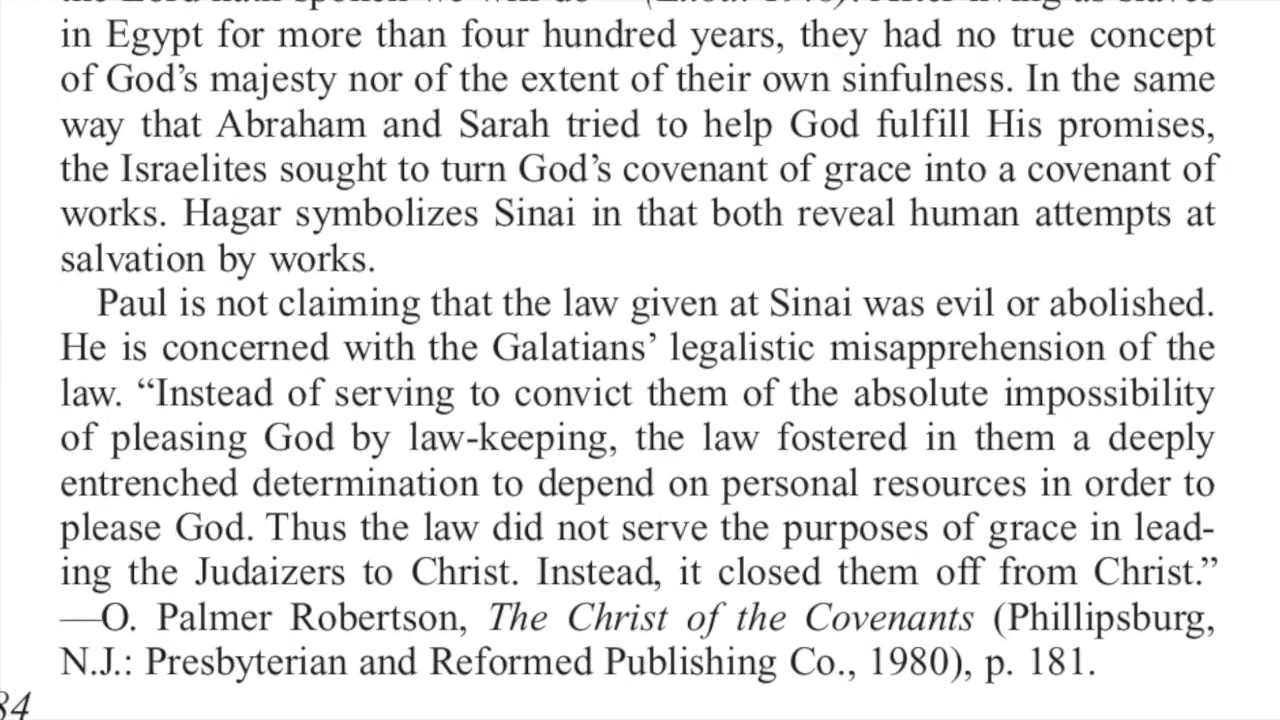 in Egypt for more than four hundred years, they had no true concept
of God’s majesty nor of the extent of their own sinfulness. In the same
way that Abraham and Sarah tried to help God fulfill His promises,
the Israelites sought to turn God’s covenant of grace into a covenant of
works. Hagar symbolizes Sinai in that both reveal human attempts at
salvation by works.
Paul is not claiming that the law given at Sinai was evil or abolished.
He is concerned with the Galatians’ legalistic misapprehension of the
law. “Instead of serving to convict them of the absolute impossibility
of pleasing God by law-keeping, the law fostered in them a deeply
entrenched determination to depend on personal resources in order to
please God. Thus the law did not serve the purposes of grace in lead-
ing the Judaizers to Christ. Instead, it closed them off from Christ.”
—O. Palmer Robertson, The Christ of the Covenants (Phillipsburg,
N.J.: Presbyterian and Reformed Publishing Co., 1980), p. 181.
84